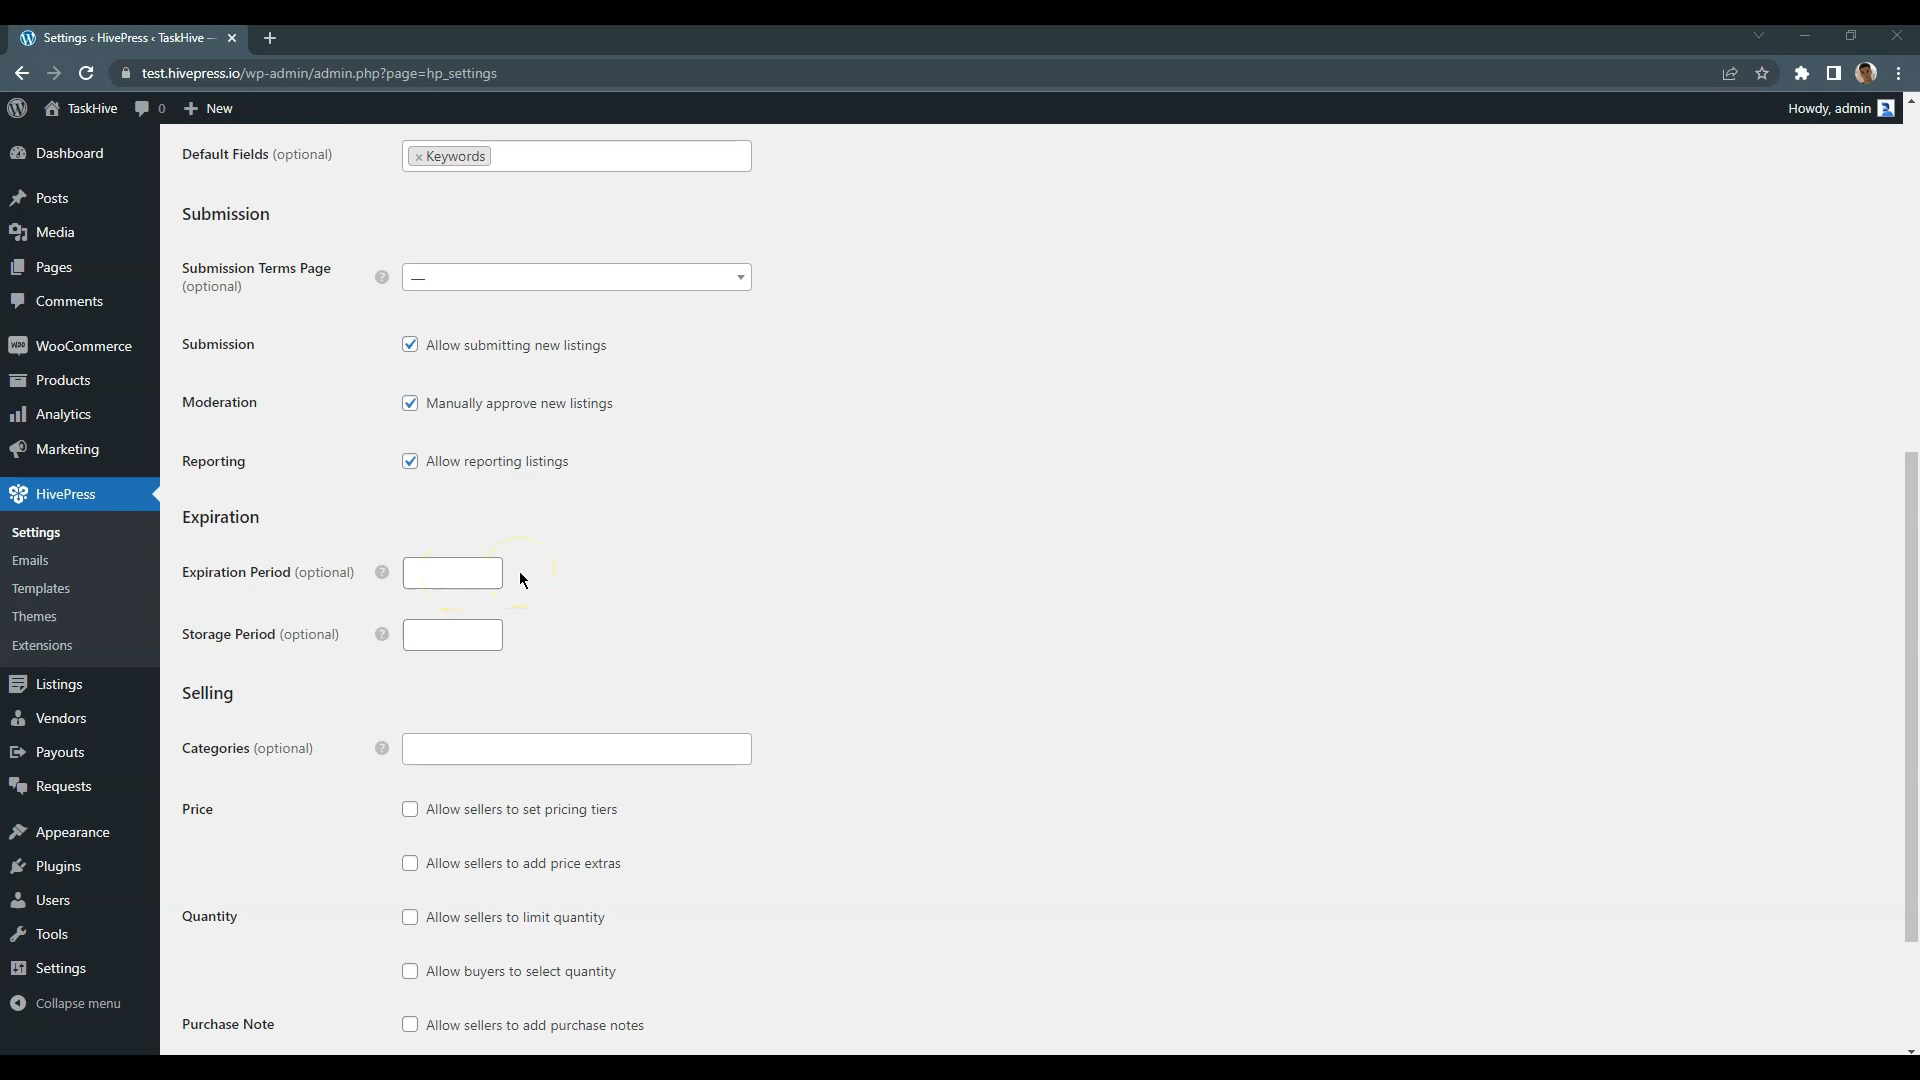 Settings ‹ HivePress ‹ TaskHive —
test.hivepress.io/wp-admin/admin.php?page=hp_settings
TaskHive 0 New
Howdy, admin
Dashboard
Posts
Media
Pages
Comments
WooCommerce
Products
Analytics
Marketing
HivePress
Settings
Emails
Templates
Themes
Extensions
Listings
Vendors
Payouts
Requests
Appearance
Plugins
Users
Tools
Settings
Collapse menu
Default Fields (optional)
× Keywords
Submission
Submission Terms Page
(optional)
?
—
Submission
Allow submitting new listings
Moderation
Manually approve new listings
Reporting
Allow reporting listings
Expiration
Expiration Period (optional)
?
Storage Period (optional)
?
Selling
Categories (optional)
?
Price
Allow sellers to set pricing tiers
Allow sellers to add price extras
Quantity
Allow sellers to limit quantity
Allow buyers to select quantity
Purchase Note
Allow sellers to add purchase notes